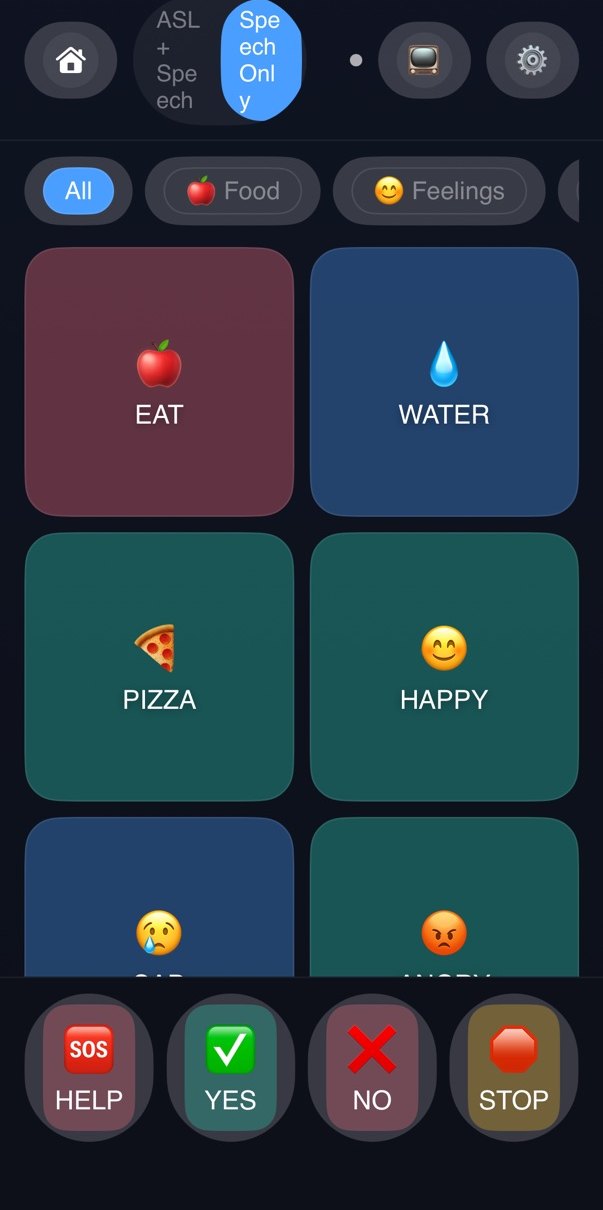 ASL
+
Spe
ech
Spe
ech
Onl
y
All
Food
Feelings
EAT
WATER
PIZZA
HAPPY
SOS
HELP
YES
NO
STOP